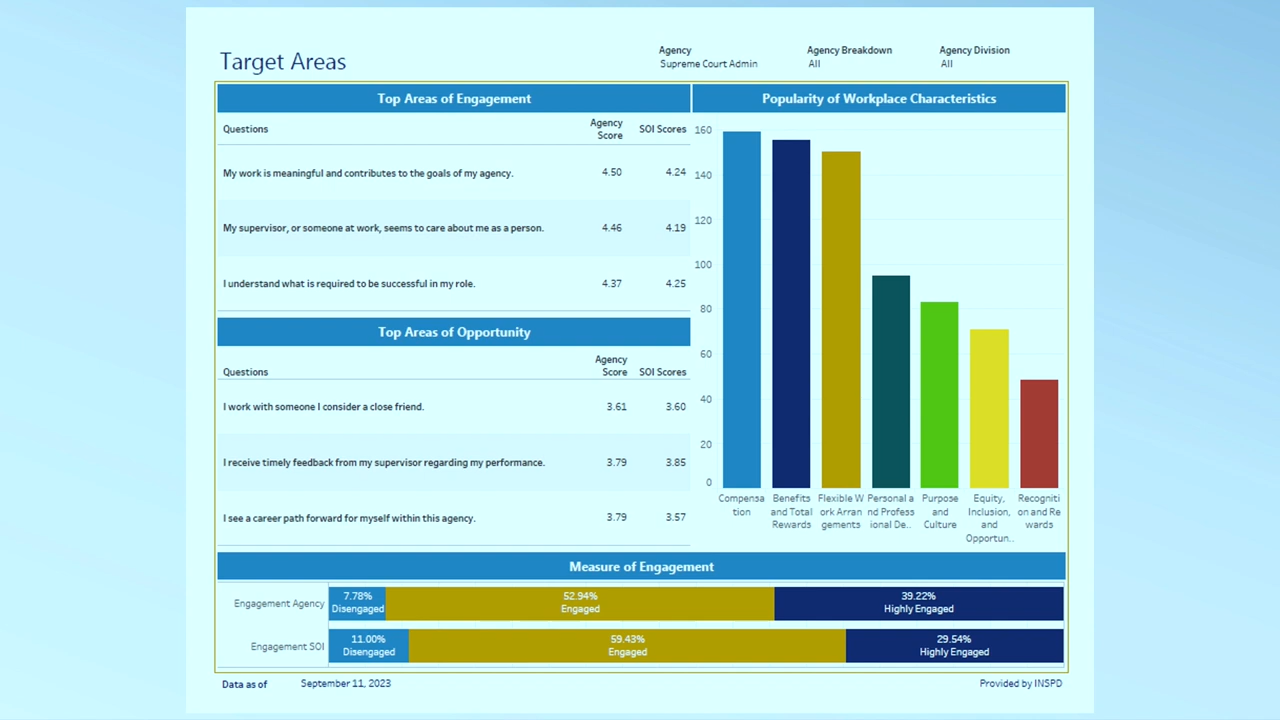 Target Areas
Agency
Supreme Court Admin
Agency Breakdown
All
Agency Division
All
Top Areas of Engagement
Questions
Agency
Score
SOI Scores
My work is meaningful and contributes to the goals of my agency.
4.50
4.24
My supervisor, or someone at work, seems to care about me as a person.
4.46
4.19
I understand what is required to be successful in my role.
4.37
4.25
Top Areas of Opportunity
Questions
Agency
Score
SOI Scores
I work with someone I consider a close friend.
3.61
3.60
I receive timely feedback from my supervisor regarding my performance.
3.79
3.85
I see a career path forward for myself within this agency.
3.79
3.57
Popularity of Workplace Characteristics
160
140
120
100
80
60
40
20
0
Compensa
tion
Benefits
and Total
Rewards
Flexible W
ork Arran
gements
Personal a
nd Profess
ional De..
Purpose
and
Culture
Equity,
Inclusion,
and
Opportun..
Recogniti
on and Re
wards
Measure of Engagement
Engagement Agency
7.78%
Disengaged
52.94%
Engaged
39.22%
Highly Engaged
Engagement SOI
11.00%
Disengaged
59.43%
Engaged
29.54%
Highly Engaged
Data as of
September 11, 2023
Provided by INSPD